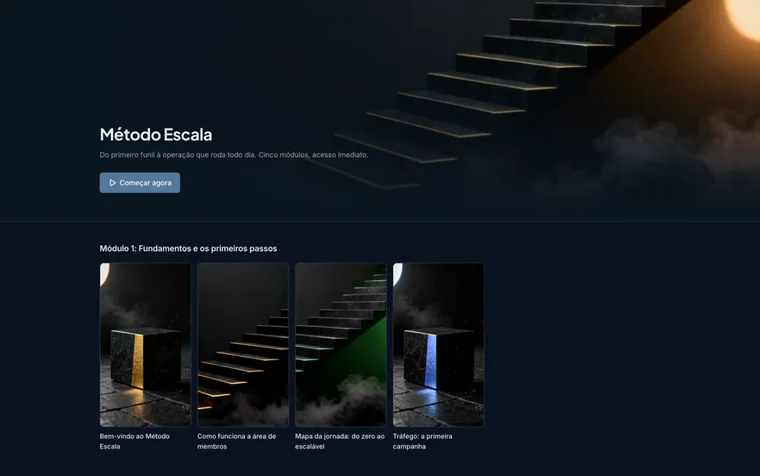 Método Escala
Do primeiro funil à operação que roda todo dia. Cinco módulos, acesso imediato.
Começar agora
Módulo 1: Fundamentos e os primeiros passos
Bem-vindo ao Método
Escala
Como funciona a área de
membros
Mapa da jornada: do zero ao
escalável
Tráfego: a primeira
campanha